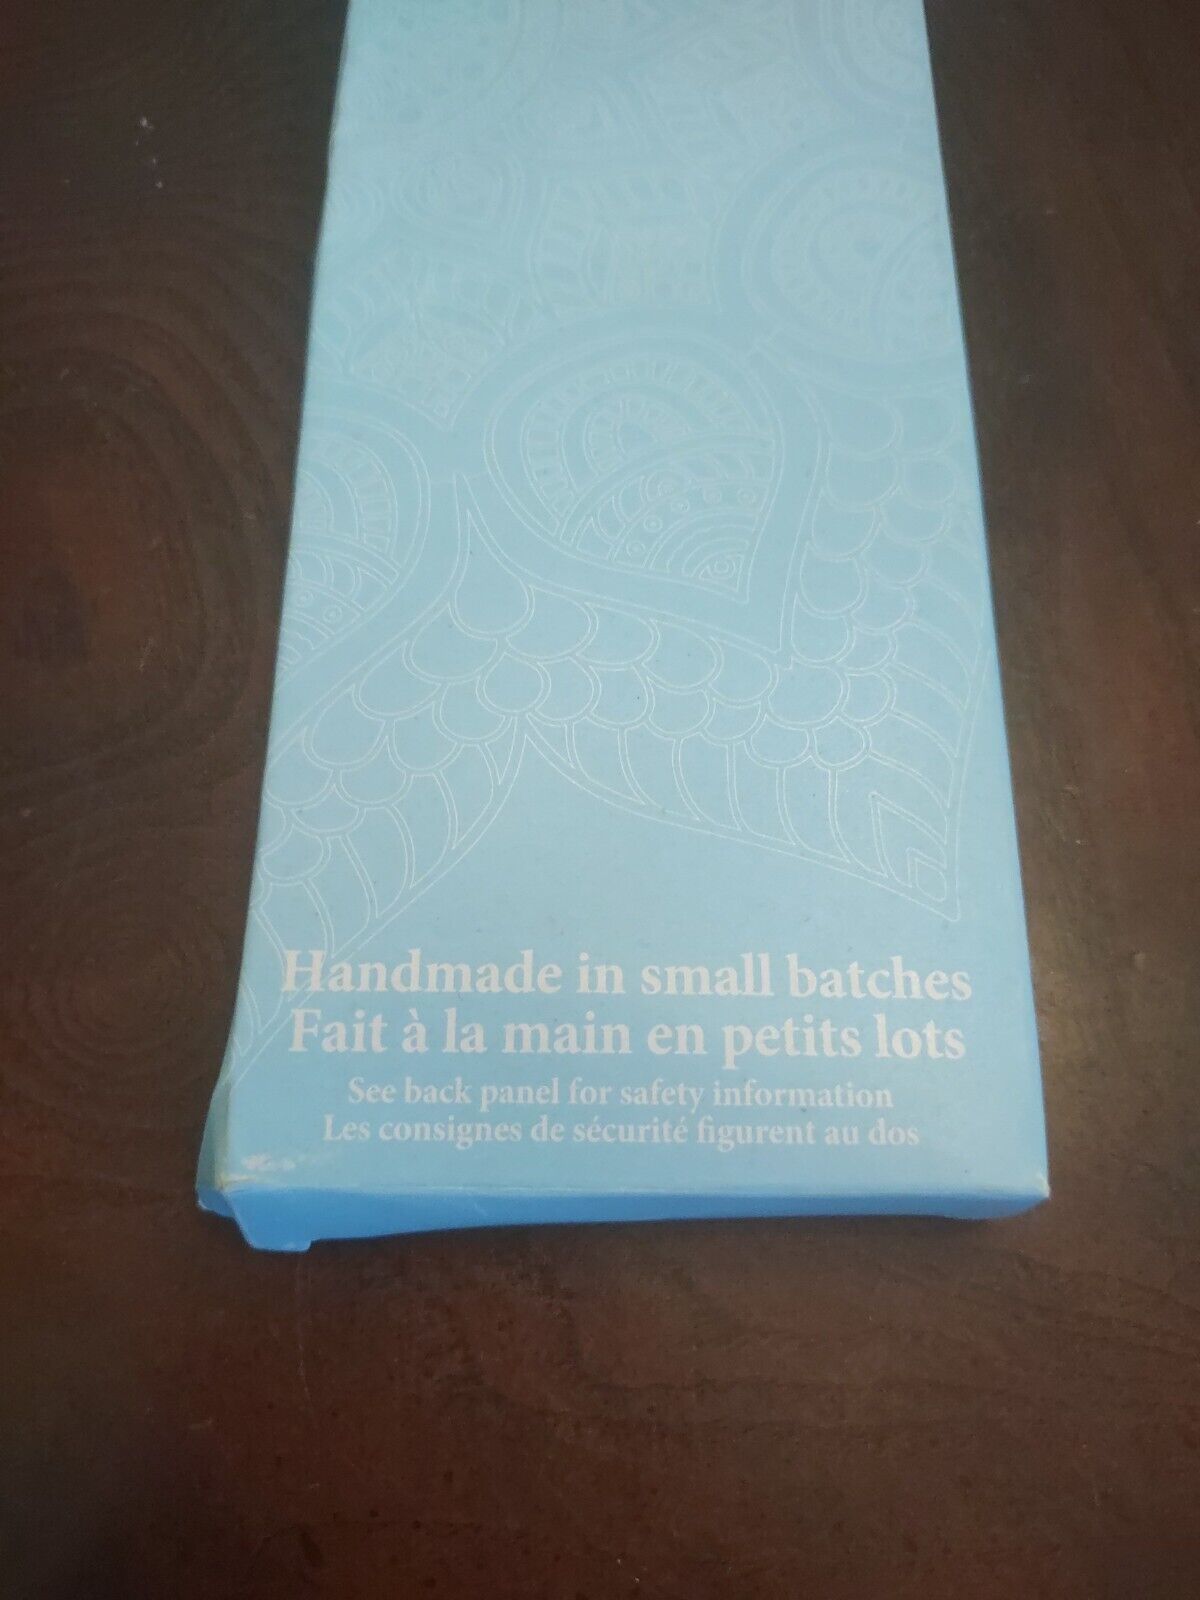 Handmade in small batches
Fait à la main en petits lots
See back panel for safety information
Les consignes de sécurité figurent au dos